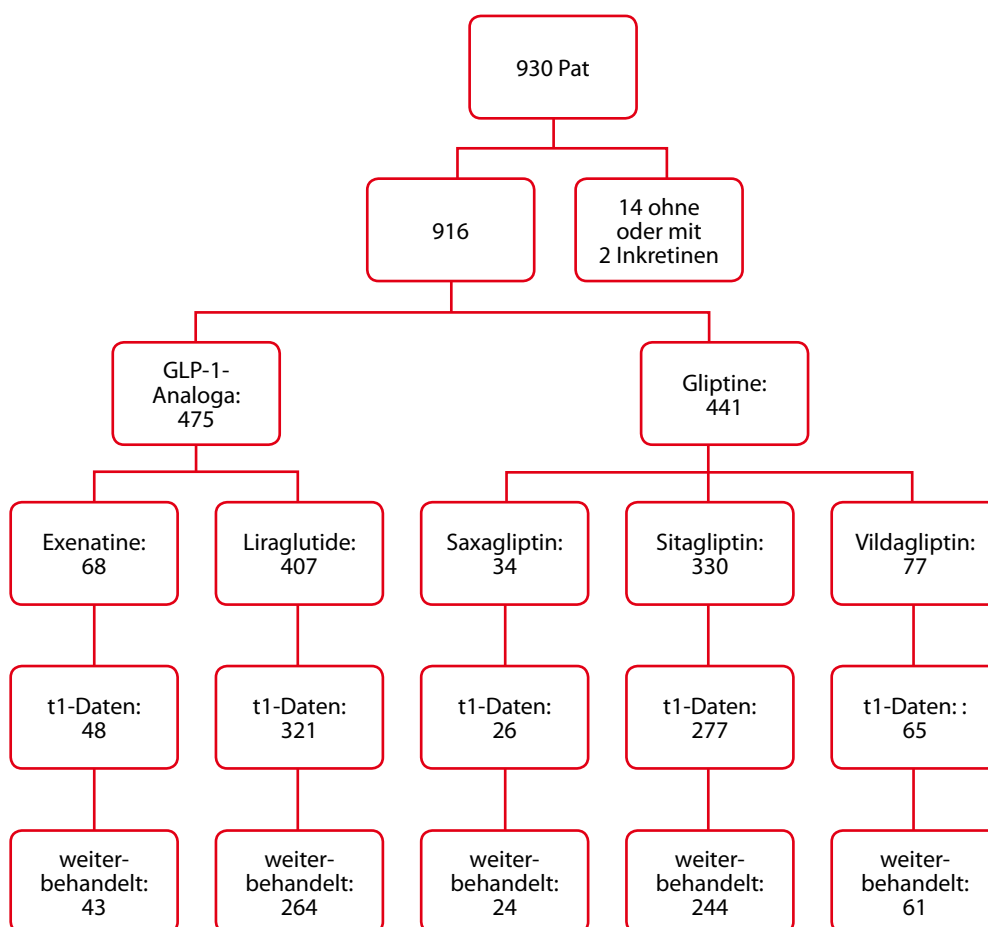 930 Pat
916
14 ohne
oder mit
2 Inkretinen
GLP-1-
Analoga:
475
Gliptine:
441
Exenatine:
68
Liraglutide:
407
Saxagliptin:
34
Sitagliptin:
330
Vildagliptin:
77
t1-Daten:
48
t1-Daten:
321
t1-Daten:
26
t1-Daten:
277
t1-Daten: :
65
weiter-
behandelt:
43
weiter-
behandelt:
264
weiter-
behandelt:
24
weiter-
behandelt:
244
weiter-
behandelt:
61